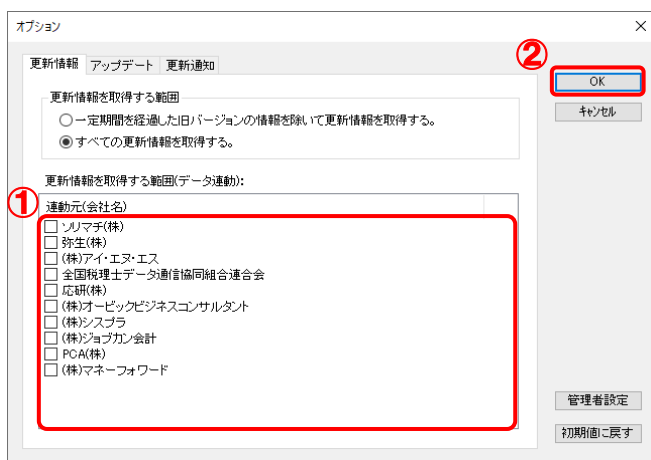 オプション
②
更新情報 アップデート 更新通知
OK
更新情報を取得する範囲
キャンセル
一定期間を経過した旧バージョンの情報を除いて更新情報を取得する。
すべての更新情報を取得する。
更新情報を取得する範囲(データ連動):
①
連動元(会社名)
ソリマチ(株)
弥生(株)
(株)アイ・エヌ・エス
全国税理士データ通信協同組合連合会
応研(株)
(株)オービックビジネスコンサルタント
(株)シスプラ
(株)ジョブカン会計
PCA(株)
(株)マネーフォワード
管理者設定
初期値に戻す